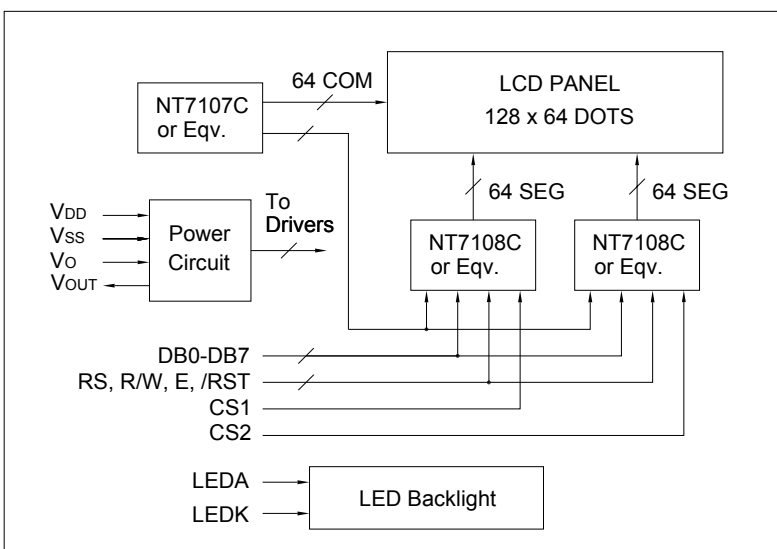 64 COM
NT7107C
or Eqv.
LCD PANEL
128 x 64 DOTS
64 SEG
64 SEG
VDD
VSS
VO
VOUT
Power
Circuit
To
Drivers
NT7108C
or Eqv.
NT7108C
or Eqv.
DB0-DB7
RS, R/W, E, /RST
CS1
CS2
LEDA
LEDK
LED Backlight